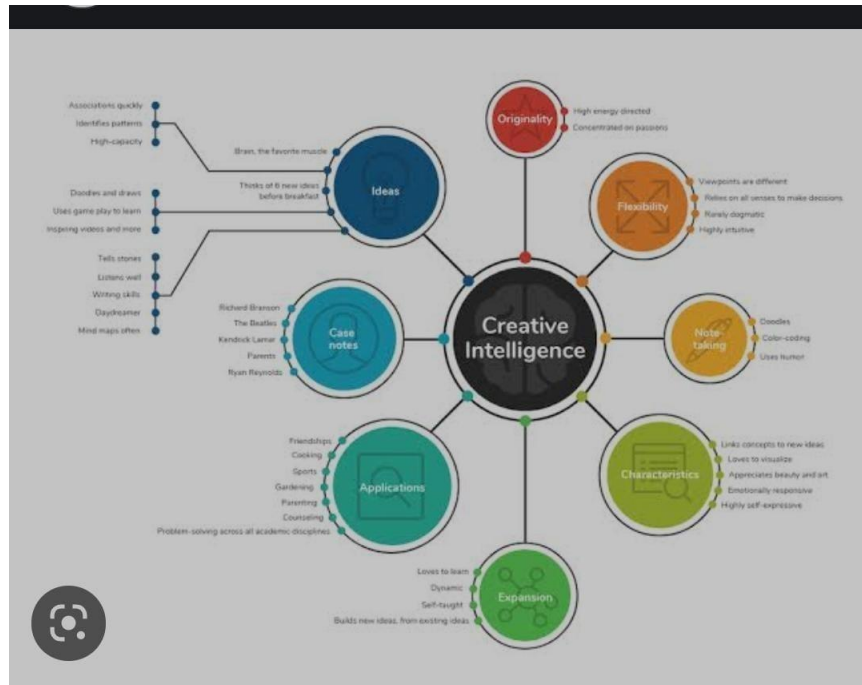 Creative
Intelligence
Originality
High energy directed
Concentrated on passions
Flexibility
Viewpoints are different
Relies on all senses to make decisions
Rarely dogmatic
Highly intuitive
Note-
taking
Doodles
Color-coding
Uses humor
Characteristics
Links concepts to new ideas
Loves to visualize
Appreciates beauty and art
Emotionally responsive
Highly self-expressive
Expansion
Loves to learn
Dynamic
Self-taught
Builds new ideas, from existing ideas
Applications
Friendships
Cooking
Sports
Gardening
Parenting
Counseling
Problem-solving across all academic disciplines
Case
notes
Richard Branson
The Beatles
Kendrick Lamar
Parents
Ryan Reynolds
Ideas
Brain, the favorite muscle
Thinks of 6 new ideas
before breakfast
Associations quickly
Identifies patterns
High-capacity
Doodles and draws
Uses game play to learn
Inspiring videos and more
Tells stories
Listens well
Writing skills
Daydreamer
Mind maps often